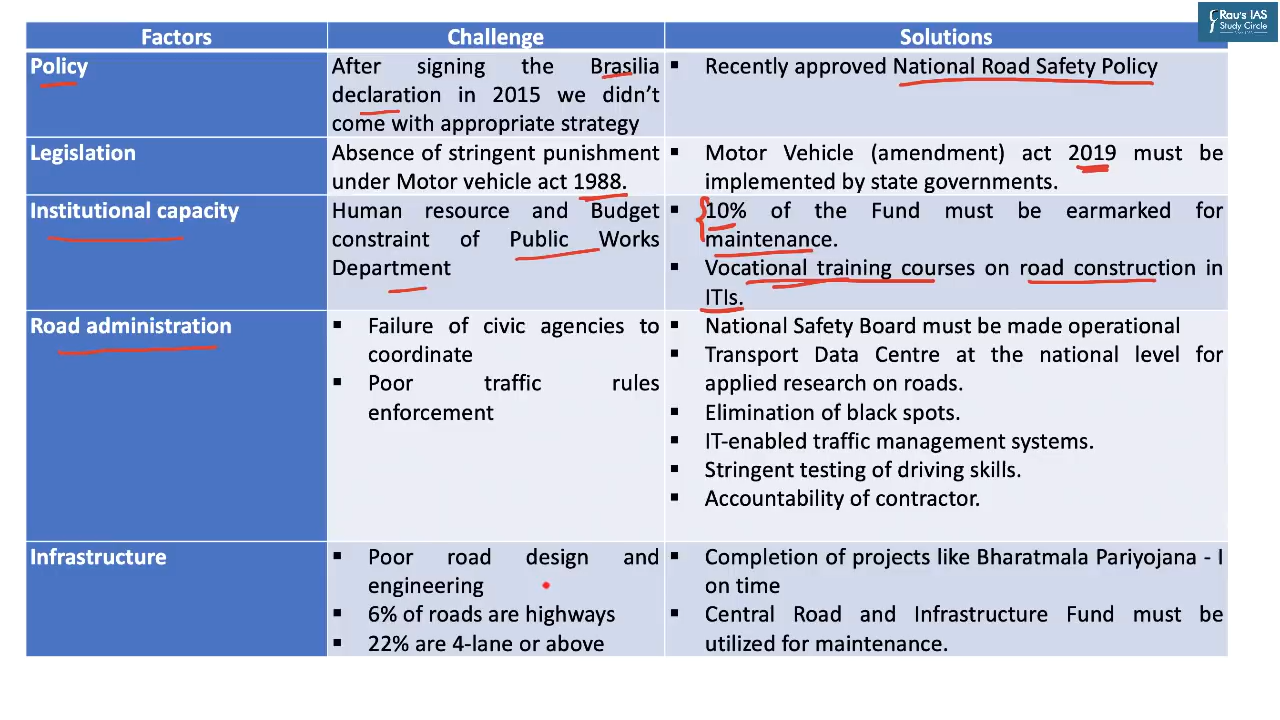 Rau's IAS
Study Circle
Factors
Challenge
Solutions
Policy
After signing the Brasilia
declaration in 2015 we didn't
come with appropriate strategy
▪ Recently approved National Road Safety Policy
Legislation
Absence of stringent punishment
under Motor vehicle act 1988.
▪ Motor Vehicle (amendment) act 2019 must be
implemented by state governments.
Institutional capacity
Human resource and Budget
constraint of Public Works
Department
▪ 10% of the Fund must be earmarked for
maintenance.
▪ Vocational training courses on road construction in
ITIs.
Road administration
▪ Failure of civic agencies to
coordinate
▪ Poor traffic rules
enforcement
▪ National Safety Board must be made operational
▪ Transport Data Centre at the national level for
applied research on roads.
▪ Elimination of black spots.
▪ IT-enabled traffic management systems.
▪ Stringent testing of driving skills.
▪ Accountability of contractor.
Infrastructure
▪ Poor road design and
engineering
▪ 6% of roads are highways
▪ 22% are 4-lane or above
▪ Completion of projects like Bharatmala Pariyojana - I
on time
▪ Central Road and Infrastructure Fund must be
utilized for maintenance.